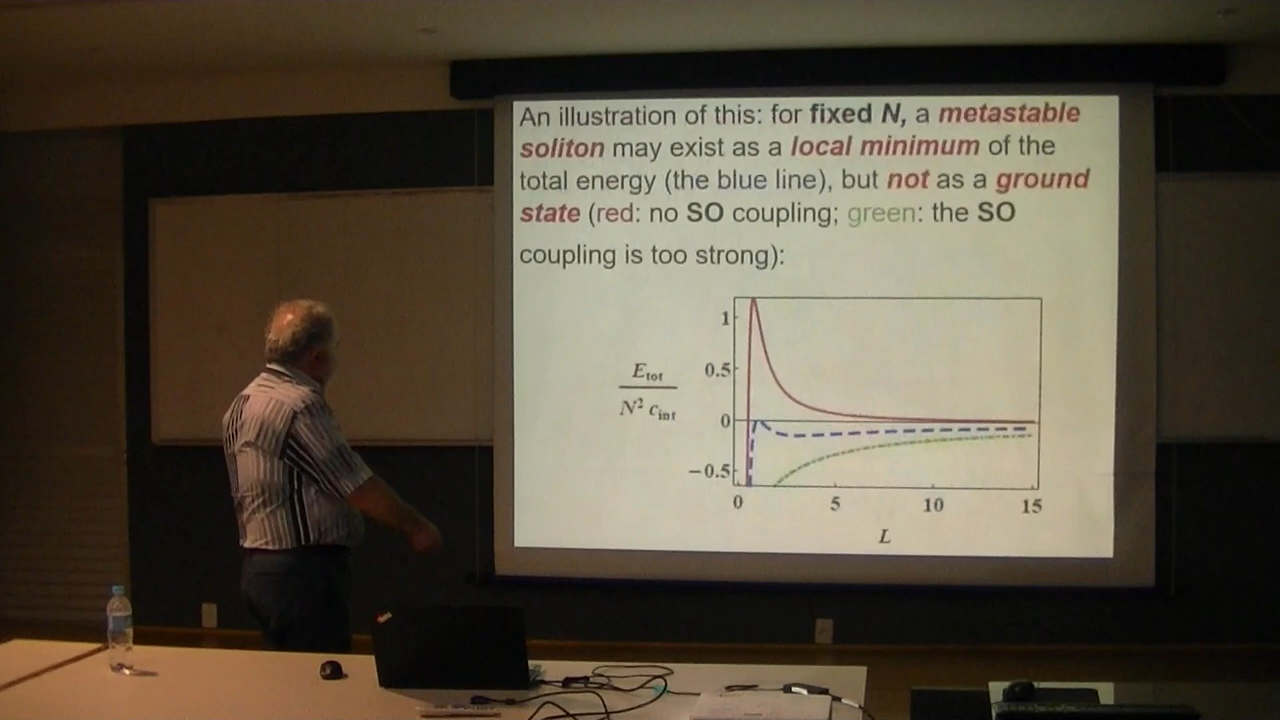 An illustration of this: for fixed N, a metastable
soliton may exist as a local minimum of the
total energy (the blue line), but not as a ground
state (red: no SO coupling; green: the SO
coupling is too strong):
1
0.5
0
−0.5
E_tot
N² c_int
0 5 10 15
L